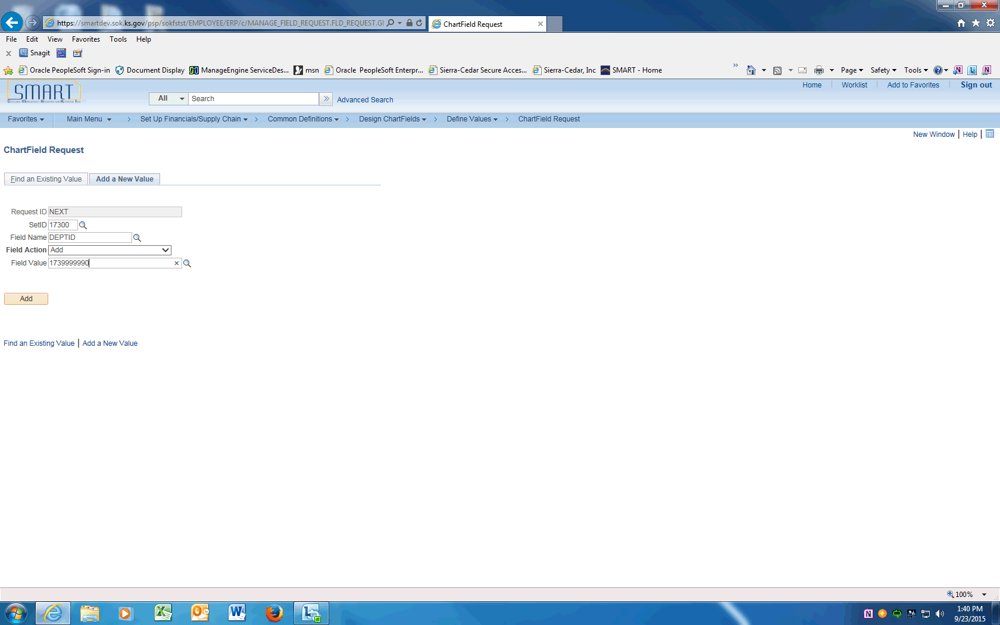 https://smartdev.sok.ks.gov/psp/sokfstst/EMPLOYEE/ERP/c/MANAGE_FIELD_REQUEST.FLD_REQUEST.GI
ChartField Request
File Edit View Favorites Tools Help
x Snagit
Oracle PeopleSoft Sign-in Document Display ManageEngine ServiceDes... msn Oracle PeopleSoft Enterpr... Sierra-Cedar Secure Acces... Sierra-Cedar, Inc SMART - Home » Page Safety Tools
SMART
Home Worklist Add to Favorites Sign out
All Search » Advanced Search
Favorites Main Menu > Set Up Financials/Supply Chain > Common Definitions > Design ChartFields > Define Values > ChartField Request
New Window | Help |
ChartField Request
Find an Existing Value Add a New Value
Request ID NEXT
SetID 17300
Field Name DEPTID
Field Action Add
Field Value 1739999990 ×
Add
Find an Existing Value | Add a New Value
100%
1:40 PM
9/23/2015